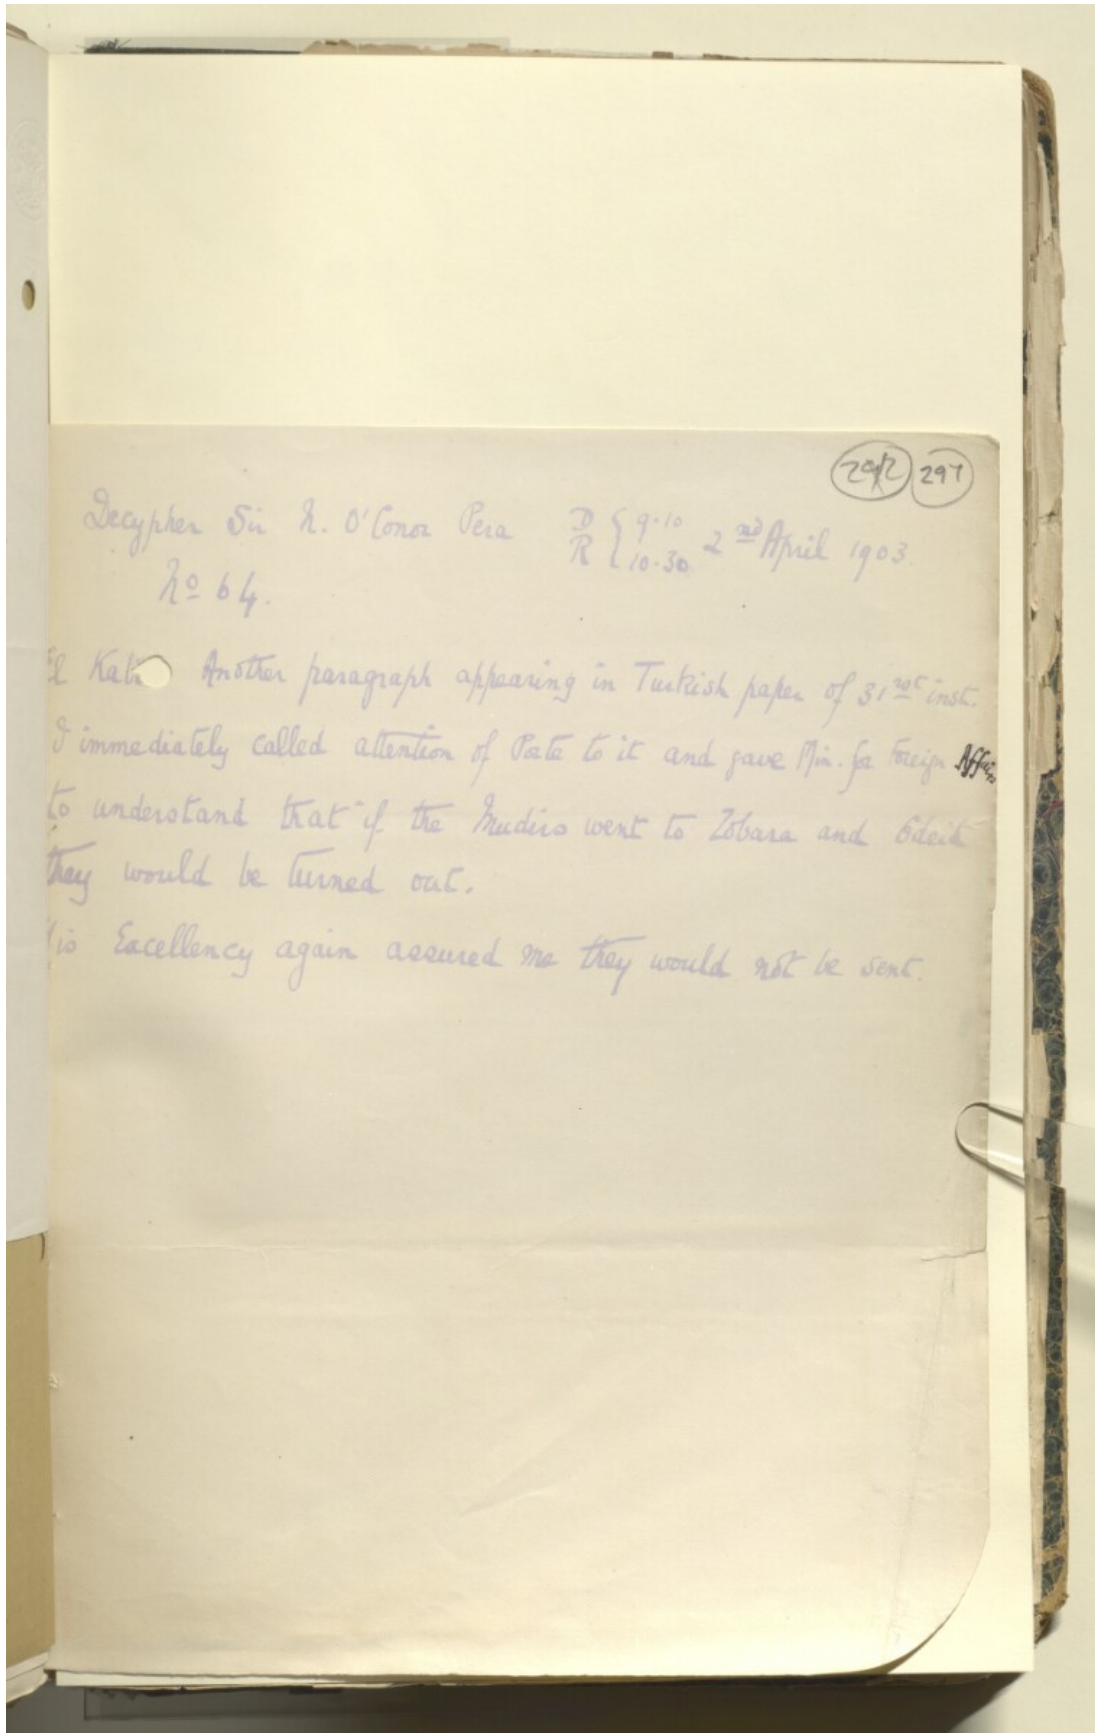 292 297
Decypher Sir N. O'Conor Pera D R { 9.10 10.30 2nd April 1903.
No 64.
El Kat Another paragraph appearing in Turkish paper of 31st inst.
I immediately called attention of Porte to it and gave Min. for Foreign Affairs
to understand that if the Mudirs went to Zobara and Odeid
they would be turned out.
is Excellency again assured me they would not be sent.